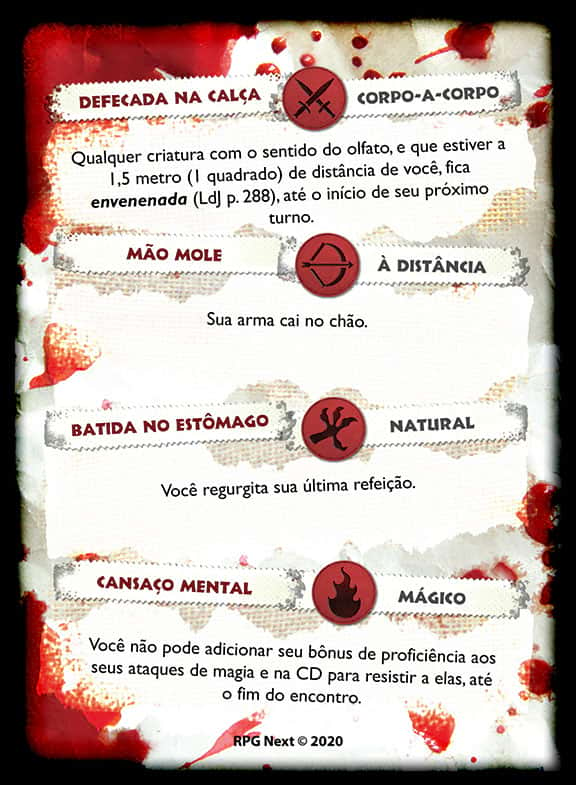 DEFECADA NA CALÇA CORPO-A-CORPO
Qualquer criatura com o sentido do olfato, e que estiver a
1,5 metro (1 quadrado) de distância de você, fica
envenenada (LdJ p. 288), até o início de seu próximo
turno.
MÃO MOLE À DISTÂNCIA
Sua arma cai no chão.
BATIDA NO ESTÔMAGO NATURAL
Você regurgita sua última refeição.
CANSAÇO MENTAL MÁGICO
Você não pode adicionar seu bônus de proficiência aos
seus ataques de magia e na CD para resistir a elas, até
o fim do encontro.
RPG Next © 2020